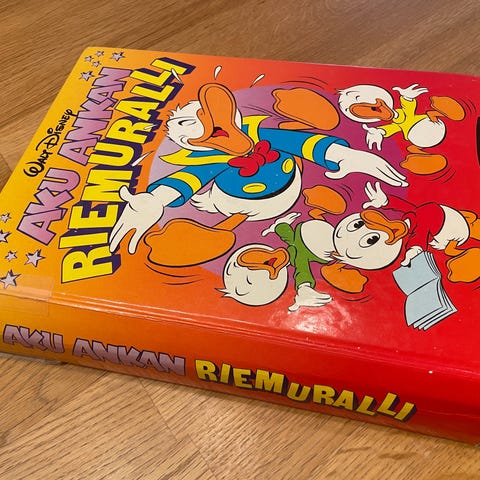 WALT DISNEY
AKU ANKAN
RIEMURALLI
AKU ANKAN RIEMURALLI